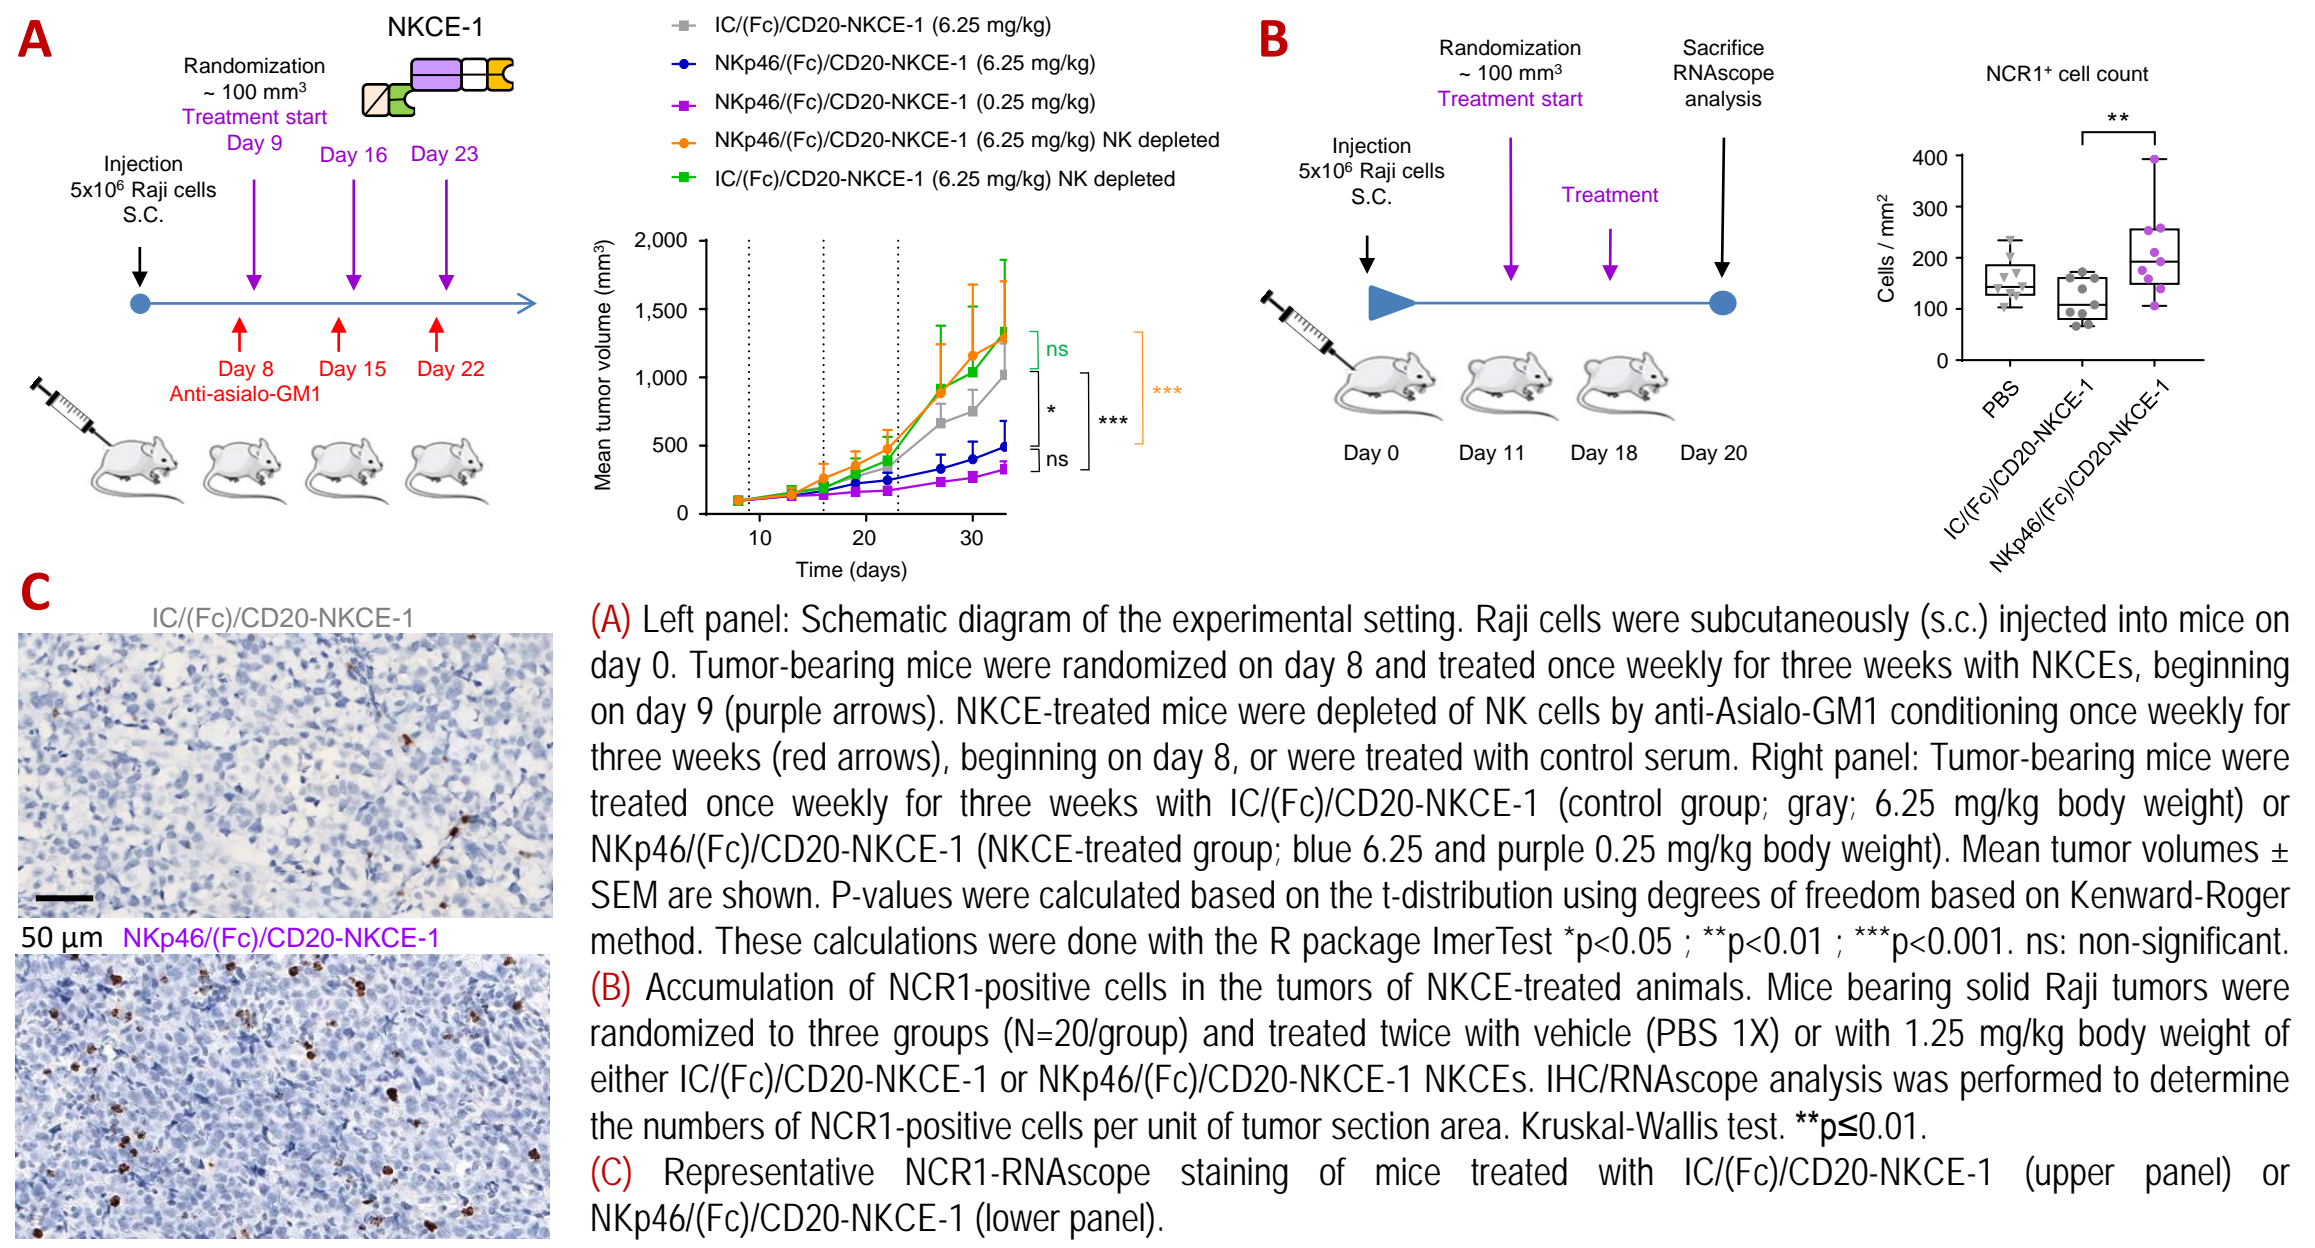 A
NKCE-1
Randomization
~ 100 mm³
Treatment start
Day 9
Day 16
Day 23
Injection
5x10⁶ Raji cells
S.C.
Day 8
Day 15
Day 22
Anti-asialo-GM1
IC/(Fc)/CD20-NKCE-1 (6.25 mg/kg)
NKp46/(Fc)/CD20-NKCE-1 (6.25 mg/kg)
NKp46/(Fc)/CD20-NKCE-1 (0.25 mg/kg)
NKp46/(Fc)/CD20-NKCE-1 (6.25 mg/kg) NK depleted
IC/(Fc)/CD20-NKCE-1 (6.25 mg/kg) NK depleted
Mean tumor volume (mm³)
2,000
1,500
1,000
500
0
10
20
30
Time (days)
ns
*
ns
***
***
B
Randomization
~ 100 mm³
Treatment start
Sacrifice
RNAscope
analysis
Injection
5x10⁶ Raji cells
S.C.
Treatment
Day 0
Day 11
Day 18
Day 20
NCR1⁺ cell count
**
Cells / mm²
400
300
200
100
0
PBS
IC/(Fc)/CD20-NKCE-1
NKp46/(Fc)/CD20-NKCE-1
C
IC/(Fc)/CD20-NKCE-1
50 µm
NKp46/(Fc)/CD20-NKCE-1
(A) Left panel: Schematic diagram of the experimental setting. Raji cells were subcutaneously (s.c.) injected into mice on
day 0. Tumor-bearing mice were randomized on day 8 and treated once weekly for three weeks with NKCEs, beginning
on day 9 (purple arrows). NKCE-treated mice were depleted of NK cells by anti-Asialo-GM1 conditioning once weekly for
three weeks (red arrows), beginning on day 8, or were treated with control serum. Right panel: Tumor-bearing mice were
treated once weekly for three weeks with IC/(Fc)/CD20-NKCE-1 (control group; gray; 6.25 mg/kg body weight) or
NKp46/(Fc)/CD20-NKCE-1 (NKCE-treated group; blue 6.25 and purple 0.25 mg/kg body weight). Mean tumor volumes ±
SEM are shown. P-values were calculated based on the t-distribution using degrees of freedom based on Kenward-Roger
method. These calculations were done with the R package lmerTest *p<0.05 ; **p<0.01 ; ***p<0.001. ns: non-significant.
(B) Accumulation of NCR1-positive cells in the tumors of NKCE-treated animals. Mice bearing solid Raji tumors were
randomized to three groups (N=20/group) and treated twice with vehicle (PBS 1X) or with 1.25 mg/kg body weight of
either IC/(Fc)/CD20-NKCE-1 or NKp46/(Fc)/CD20-NKCE-1 NKCEs. IHC/RNAscope analysis was performed to determine
the numbers of NCR1-positive cells per unit of tumor section area. Kruskal-Wallis test. **p≤0.01.
(C) Representative NCR1-RNAscope staining of mice treated with IC/(Fc)/CD20-NKCE-1 (upper panel) or
NKp46/(Fc)/CD20-NKCE-1 (lower panel).